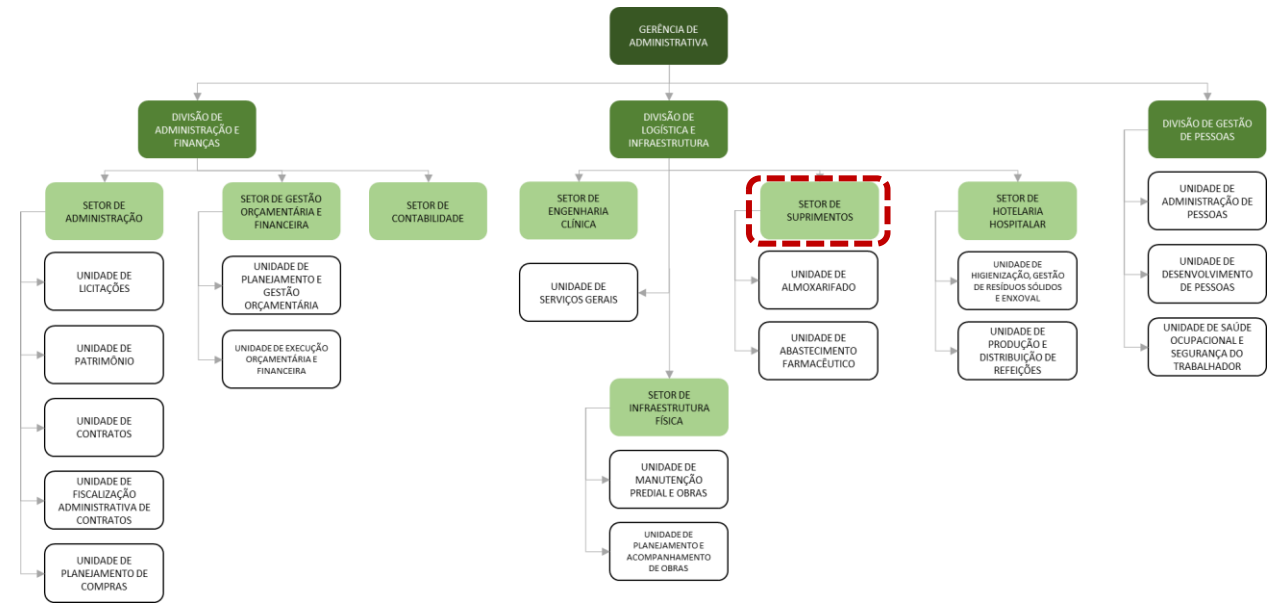 GERÊNCIA DE
ADMINISTRATIVA
DIVISÃO DE
ADMINISTRAÇÃO E
FINANÇAS
DIVISÃO DE
LOGÍSTICA E
INFRAESTRUTURA
DIVISÃO DE GESTÃO
DE PESSOAS
SETOR DE
ADMINISTRAÇÃO
SETOR DE GESTÃO
ORÇAMENTÁRIA E
FINANCEIRA
SETOR DE
CONTABILIDADE
SETOR DE
ENGENHARIA
CLÍNICA
SETOR DE
SUPRIMENTOS
SETOR DE
HOTELARIA
HOSPITALAR
UNIDADE DE
ADMINISTRAÇÃO DE
PESSOAS
UNIDADE DE
LICITAÇÕES
UNIDADE DE
PLANEJAMENTO E
GESTÃO
ORÇAMENTÁRIA
UNIDADE DE
SERVIÇOS GERAIS
UNIDADE DE
ALMOXARIFADO
UNIDADE DE
HIGIENIZAÇÃO, GESTÃO
DE RESÍDUOS SÓLIDOS
E ENXOVAL
UNIDADE DE
DESENVOLVIMENTO
DE PESSOAS
UNIDADE DE
PATRIMÔNIO
UNIDADE DE EXECUÇÃO
ORÇAMENTÁRIA E
FINANCEIRA
UNIDADE DE
ABASTECIMENTO
FARMACÊUTICO
UNIDADE DE
PRODUÇÃO E
DISTRIBUIÇÃO DE
REFEIÇÕES
UNIDADE DE SAÚDE
OCUPACIONAL E
SEGURANÇA DO
TRABALHADOR
UNIDADE DE
CONTRATOS
SETOR DE
INFRAESTRUTURA
FÍSICA
UNIDADE DE
FISCALIZAÇÃO
ADMINISTRATIVA DE
CONTRATOS
UNIDADE DE
MANUTENÇÃO
PREDIAL E OBRAS
UNIDADE DE
PLANEJAMENTO DE
COMPRAS
UNIDADE DE
PLANEJAMENTO E
ACOMPANHAMENTO
DE OBRAS